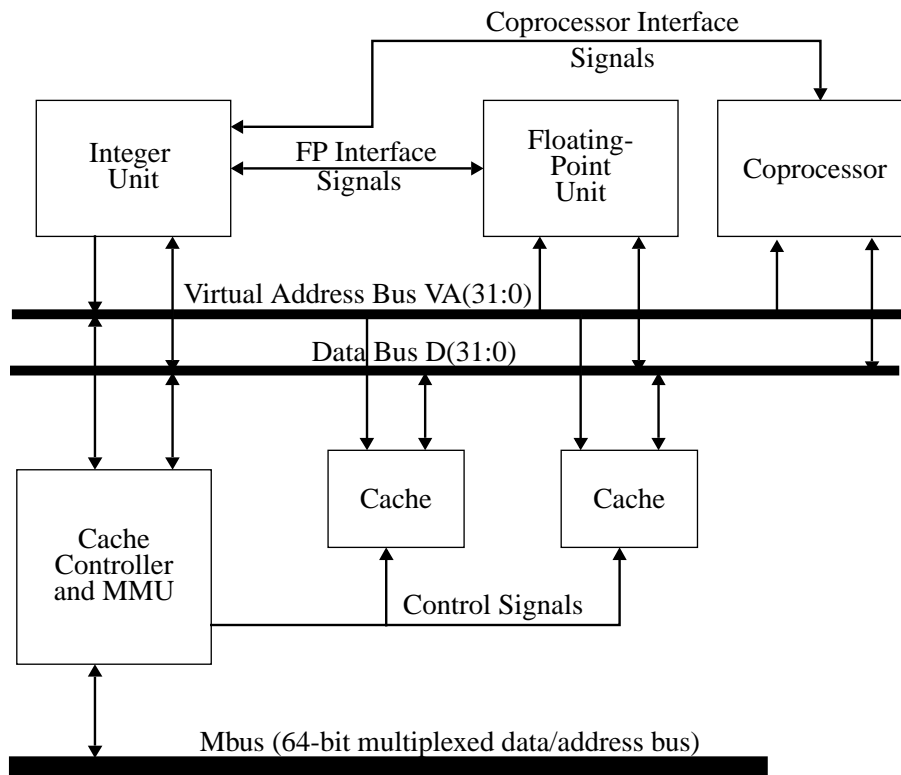 Coprocessor Interface
Signals
Integer
Unit
FP Interface
Signals
Floating-
Point
Unit
Coprocessor
Virtual Address Bus VA(31:0)
Data Bus D(31:0)
Cache
Controller
and MMU
Cache
Cache
Control Signals
Mbus (64-bit multiplexed data/address bus)